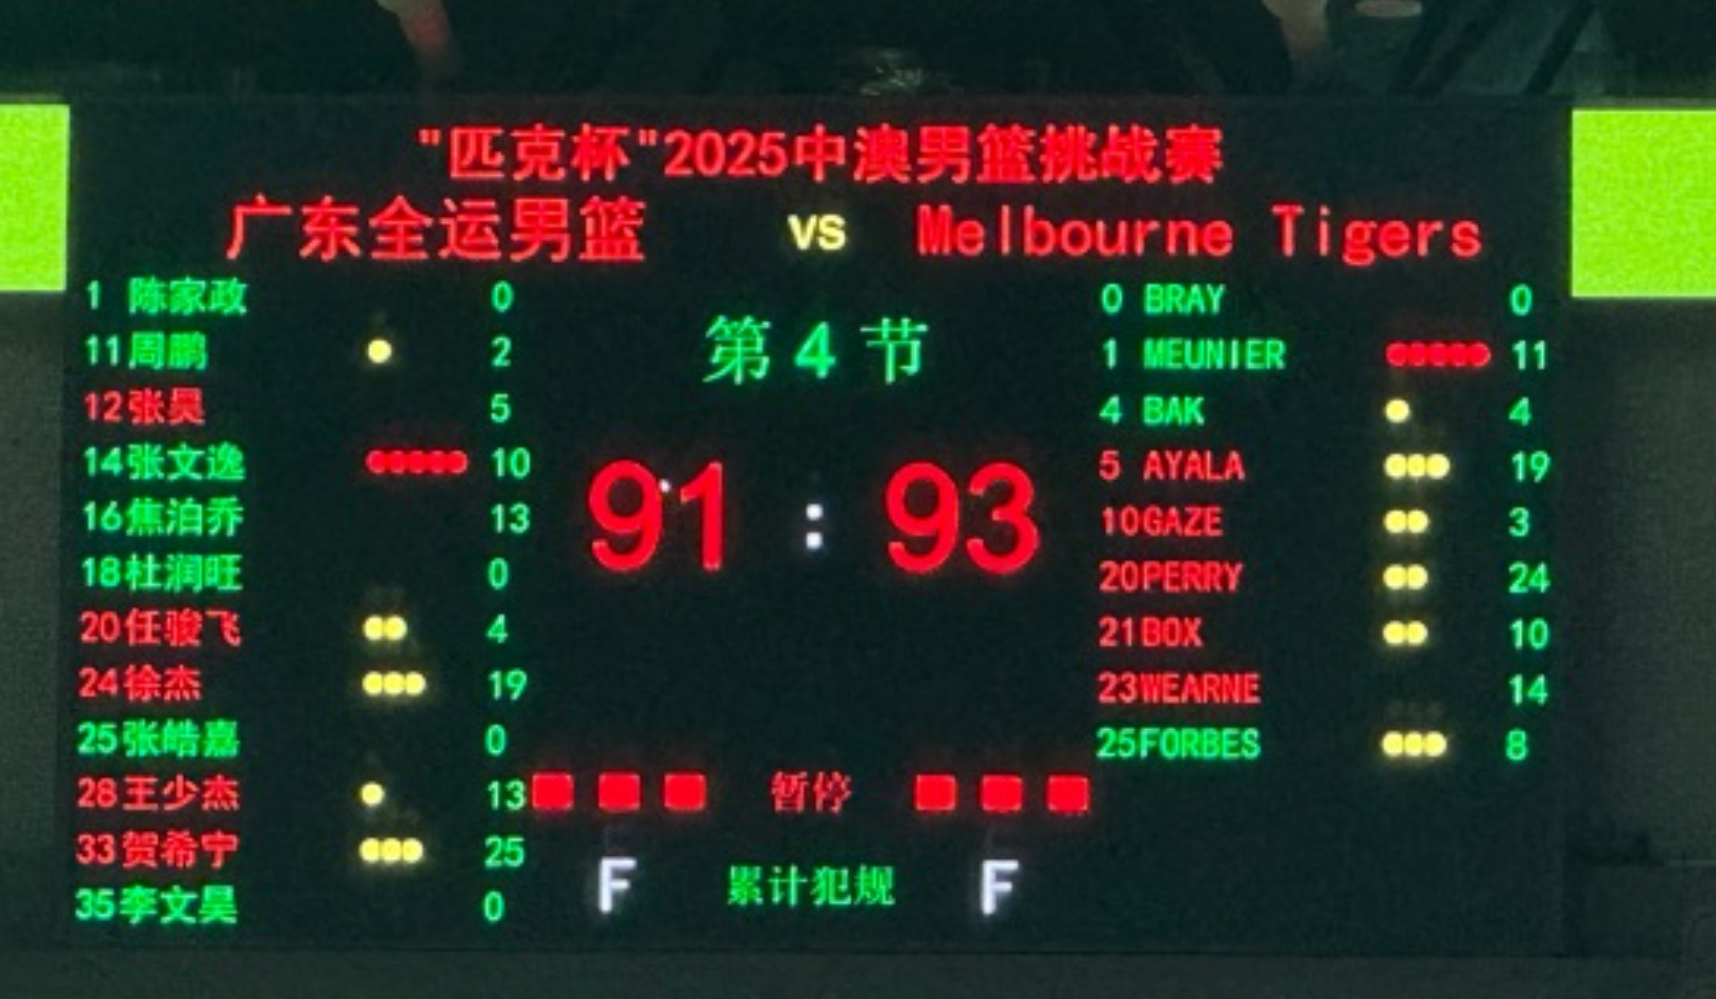 "匹克杯"2025中澳男篮挑战赛
广东全运男篮 VS Melbourne Tigers
1 陈家政 0
11 周鹏 2
12 张昊 5
14 张文逸 10
16 焦泊乔 13
18 杜润旺 0
20 任骏飞 4
24 徐杰 19
25 张皓嘉 0
28 王少杰 13
33 贺希宁 25
35 李文昊 0
第 4 节
91 : 93
暂停
F 累计犯规 F
0 BRAY 0
1 MEUNIER 11
4 BAK 4
5 AYALA 19
10 GAZE 3
20 PERRY 24
21 BOX 10
23 WEARNE 14
25 FORBES 8